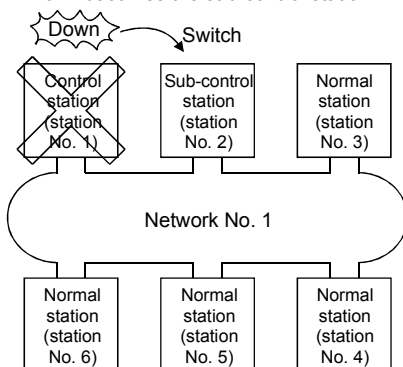 Down
Switch
Control
station
(station
No. 1)
Sub-control
station
(station
No. 2)
Normal
station
(station
No. 3)
Network No. 1
Normal
station
(station
No. 6)
Normal
station
(station
No. 5)
Normal
station
(station
No. 4)